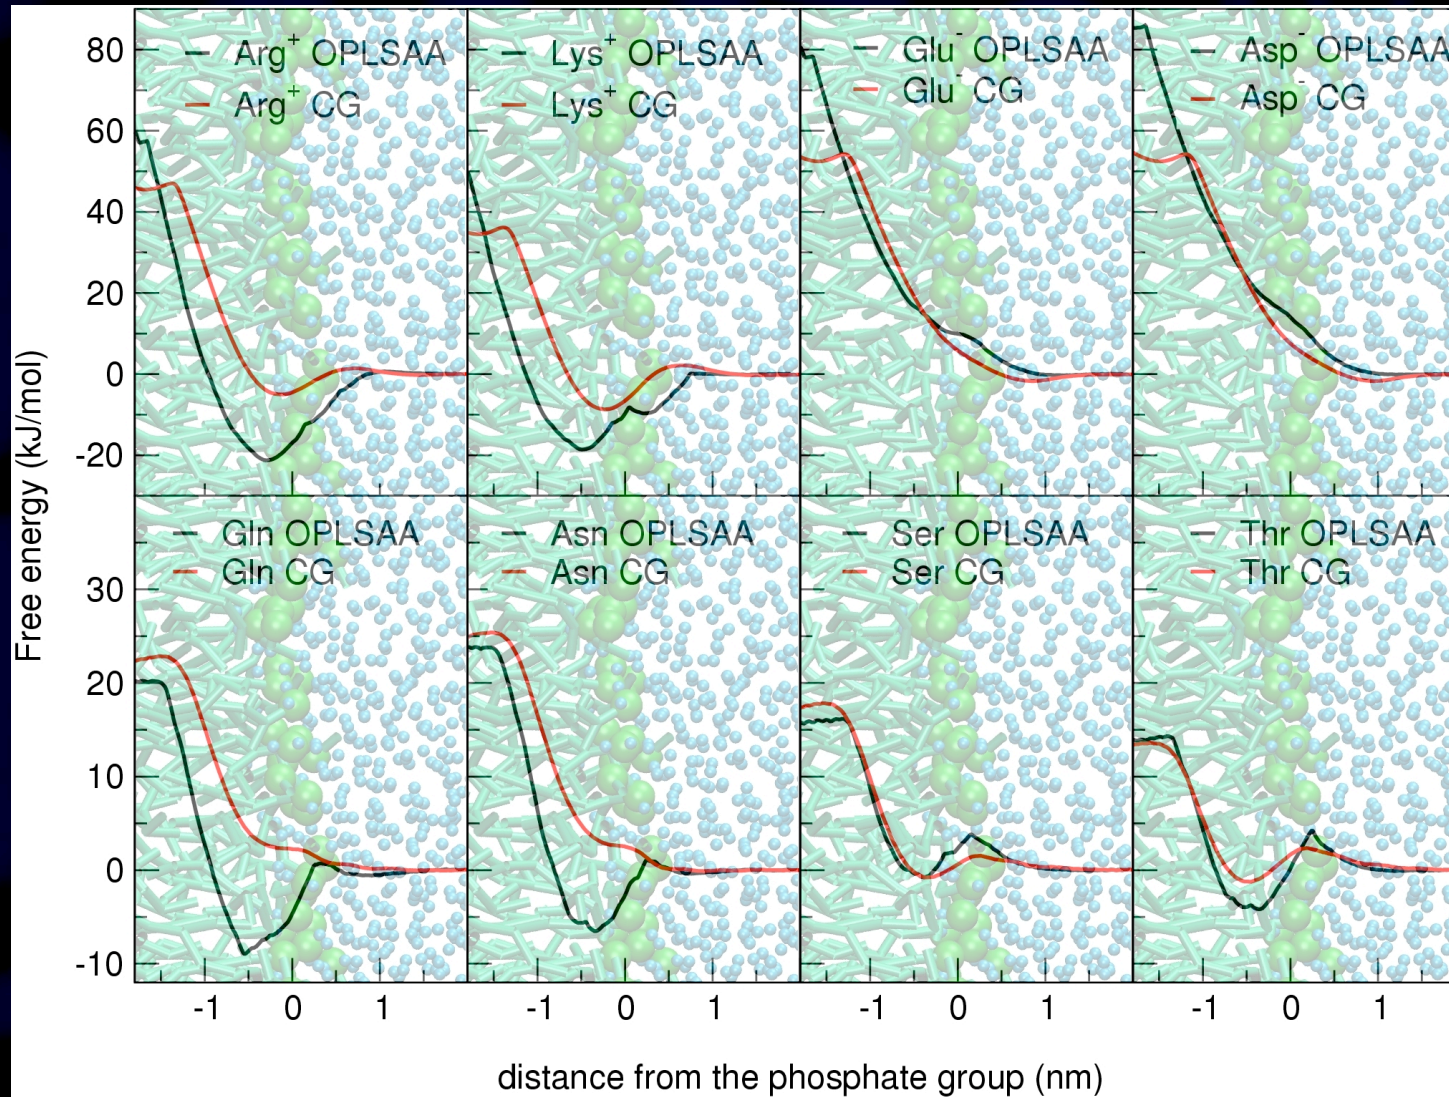 Free energy (kJ/mol)
80
60
40
20
0
-20
Arg+ OPLSAA
Arg+ CG
Lys+ OPLSAA
Lys+ CG
Glu- OPLSAA
Glu- CG
Asp- OPLSAA
Asp- CG
30
20
10
0
-10
Gln OPLSAA
Gln CG
Asn OPLSAA
Asn CG
Ser OPLSAA
Ser CG
Thr OPLSAA
Thr CG
-1 0 1
-1 0 1
-1 0 1
-1 0 1
distance from the phosphate group (nm)